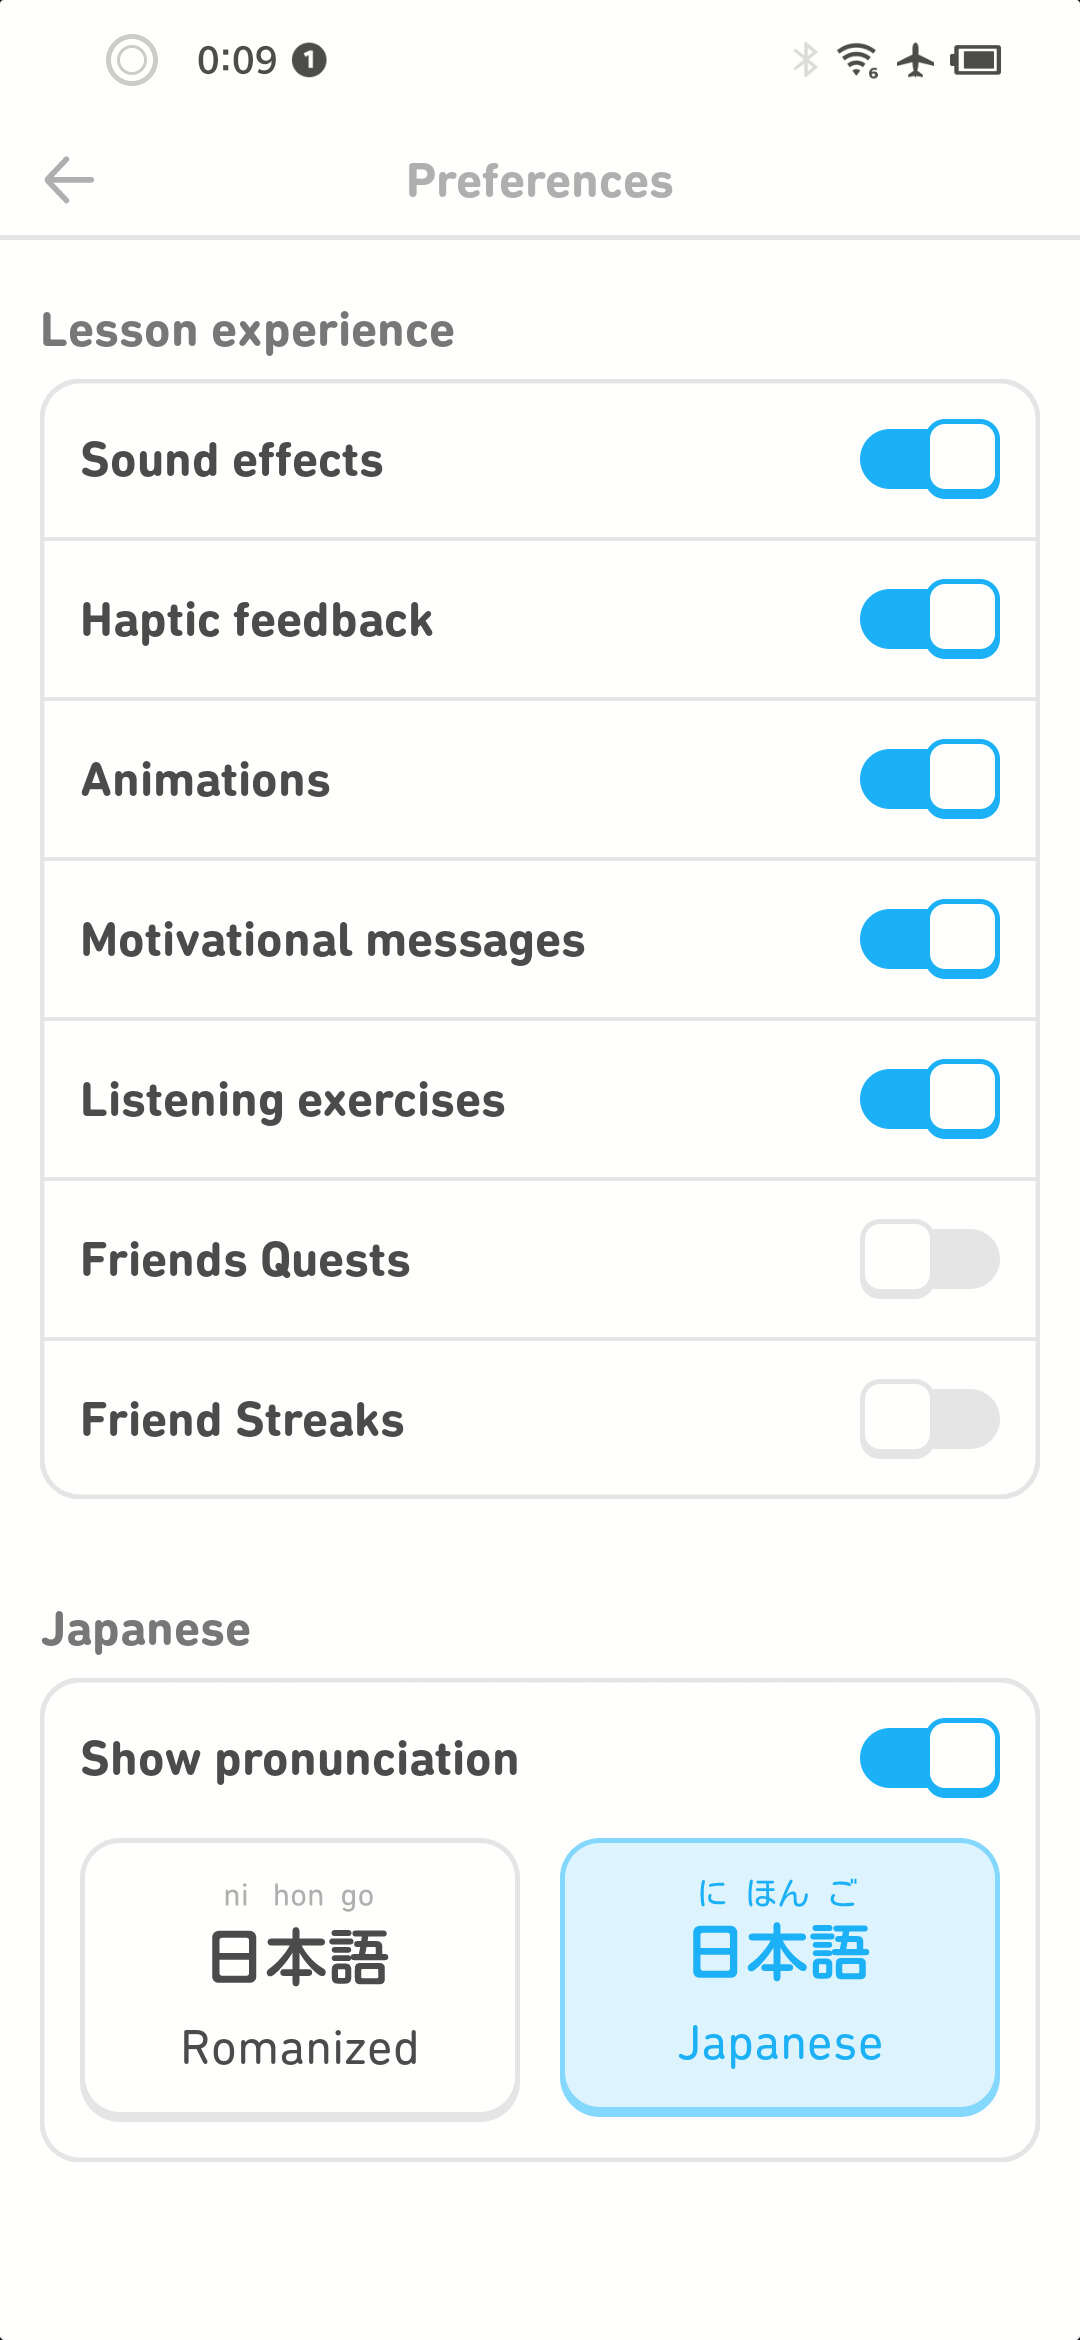 0:09 1
6
Preferences
Lesson experience
Sound effects
Haptic feedback
Animations
Motivational messages
Listening exercises
Friends Quests
Friend Streaks
Japanese
Show pronunciation
ni hon go
日本語
Romanized
に ほん ご
日本語
Japanese